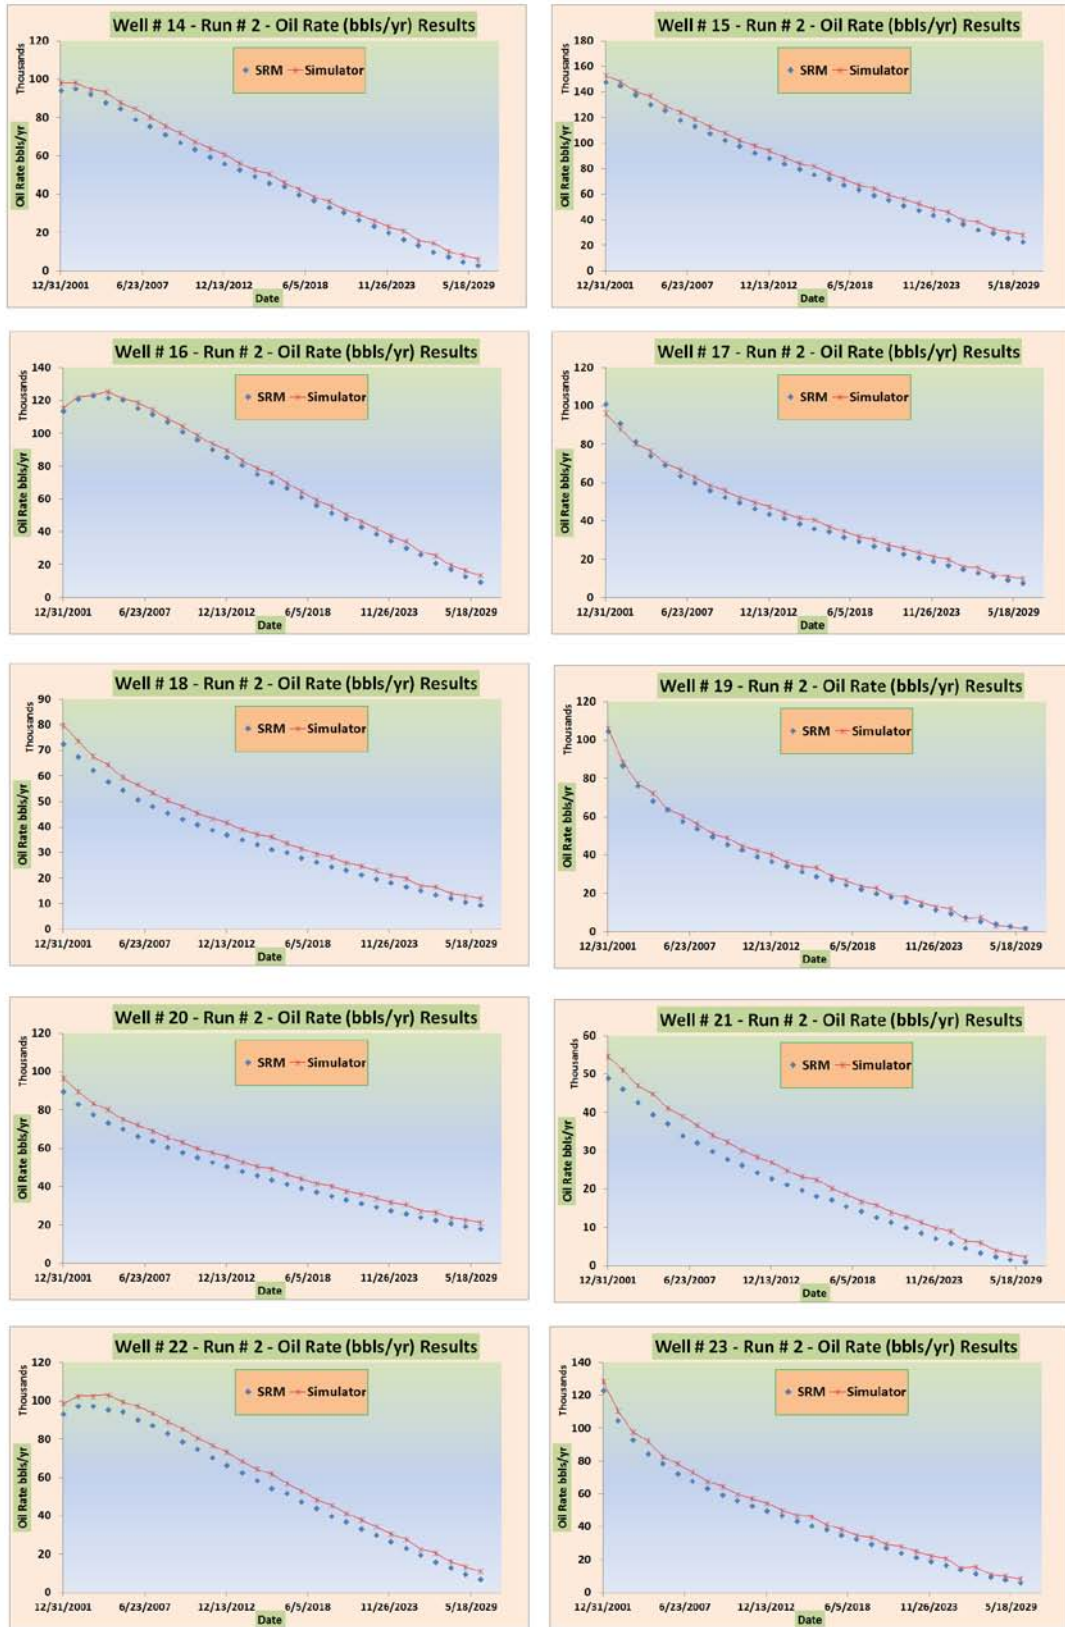 Well # 14 - Run # 2 - Oil Rate (bbls/yr) Results
Thousands
Oil Rate bbls/yr
SRM Simulator
120
100
80
60
40
20
0
12/31/2001 6/23/2007 12/13/2012 6/5/2018 11/26/2023 5/18/2029
Date
Well # 15 - Run # 2 - Oil Rate (bbls/yr) Results
Thousands
Oil Rate bbls/yr
SRM Simulator
180
160
140
120
100
80
60
40
20
0
12/31/2001 6/23/2007 12/13/2012 6/5/2018 11/26/2023 5/18/2029
Date
Well # 16 - Run # 2 - Oil Rate (bbls/yr) Results
Thousands
Oil Rate bbls/yr
SRM Simulator
140
120
100
80
60
40
20
0
12/31/2001 6/23/2007 12/13/2012 6/5/2018 11/26/2023 5/18/2029
Date
Well # 17 - Run # 2 - Oil Rate (bbls/yr) Results
Thousands
Oil Rate bbls/yr
SRM Simulator
120
100
80
60
40
20
0
12/31/2001 6/23/2007 12/13/2012 6/5/2018 11/26/2023 5/18/2029
Date
Well # 18 - Run # 2 - Oil Rate (bbls/yr) Results
Thousands
Oil Rate bbls/yr
SRM Simulator
90
80
70
60
50
40
30
20
10
0
12/31/2001 6/23/2007 12/13/2012 6/5/2018 11/26/2023 5/18/2029
Date
Well # 19 - Run # 2 - Oil Rate (bbls/yr) Results
Thousands
Oil Rate bbls/yr
SRM Simulator
120
100
80
60
40
20
0
12/31/2001 6/23/2007 12/13/2012 6/5/2018 11/26/2023 5/18/2029
Date
Well # 20 - Run # 2 - Oil Rate (bbls/yr) Results
Thousands
Oil Rate bbls/yr
SRM Simulator
120
100
80
60
40
20
0
12/31/2001 6/23/2007 12/13/2012 6/5/2018 11/26/2023 5/18/2029
Date
Well # 21 - Run # 2 - Oil Rate (bbls/yr) Results
Thousands
Oil Rate bbls/yr
SRM Simulator
60
50
40
30
20
10
0
12/31/2001 6/23/2007 12/13/2012 6/5/2018 11/26/2023 5/18/2029
Date
Well # 22 - Run # 2 - Oil Rate (bbls/yr) Results
Thousands
Oil Rate bbls/yr
SRM Simulator
120
100
80
60
40
20
0
12/31/2001 6/23/2007 12/13/2012 6/5/2018 11/26/2023 5/18/2029
Date
Well # 23 - Run # 2 - Oil Rate (bbls/yr) Results
Thousands
Oil Rate bbls/yr
SRM Simulator
140
120
100
80
60
40
20
0
12/31/2001 6/23/2007 12/13/2012 6/5/2018 11/26/2023 5/18/2029
Date